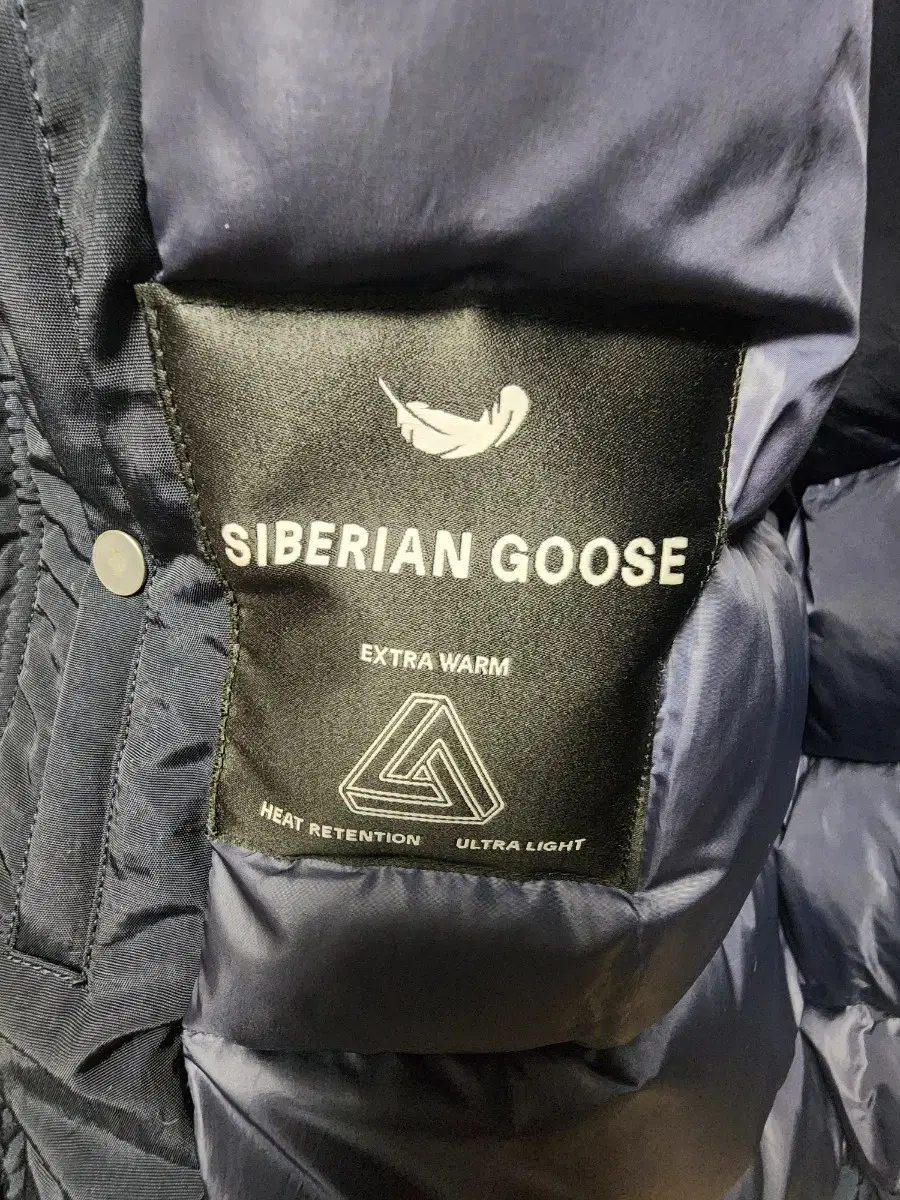 SIBERIAN GOOSE
EXTRA WARM
HEAT RETENTION ULTRA LIGHT